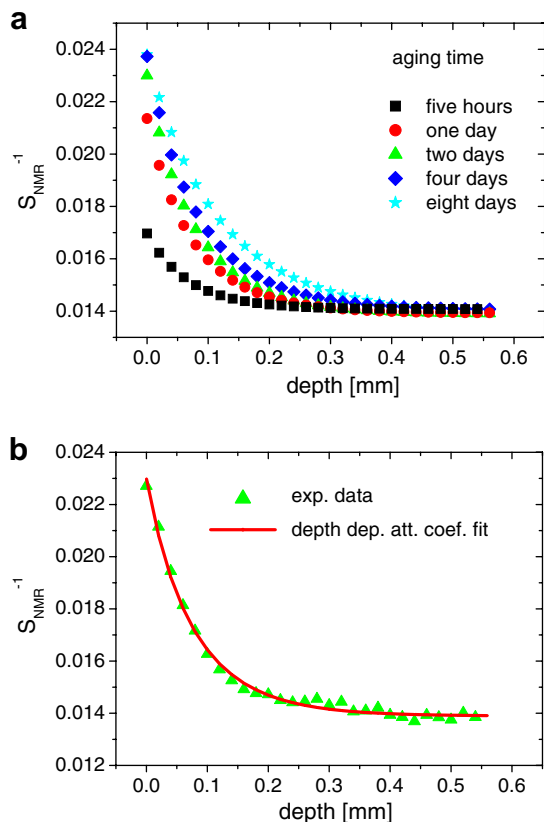 a
0.024
0.022
0.020
0.018
0.016
0.014
S_NMR^-1
aging time
five hours
one day
two days
four days
eight days
0.0 0.1 0.2 0.3 0.4 0.5 0.6
depth [mm]
b
0.024
0.022
0.020
0.018
0.016
0.014
0.012
S_NMR^-1
exp. data
depth dep. att. coef. fit
0.0 0.1 0.2 0.3 0.4 0.5 0.6
depth [mm]